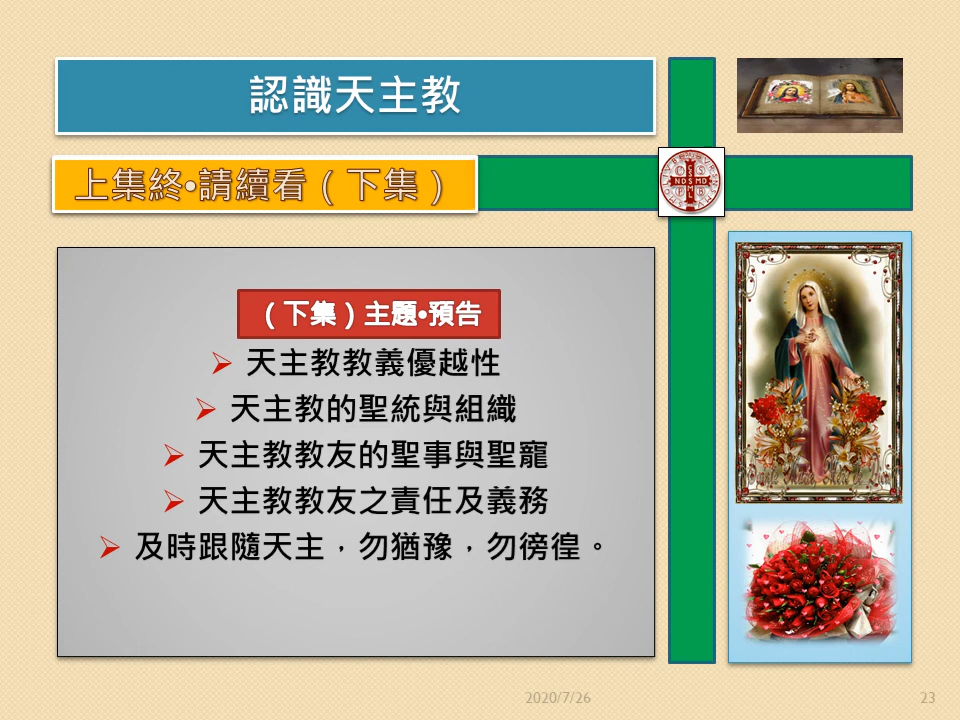 認識天主教
上集終•請續看（下集）
（下集）主題•預告
➢ 天主教教義優越性
➢ 天主教的聖統與組織
➢ 天主教教友的聖事與聖寵
➢ 天主教教友之責任及義務
➢ 及時跟隨天主，勿猶豫，勿徬徨。
2020/7/26
23